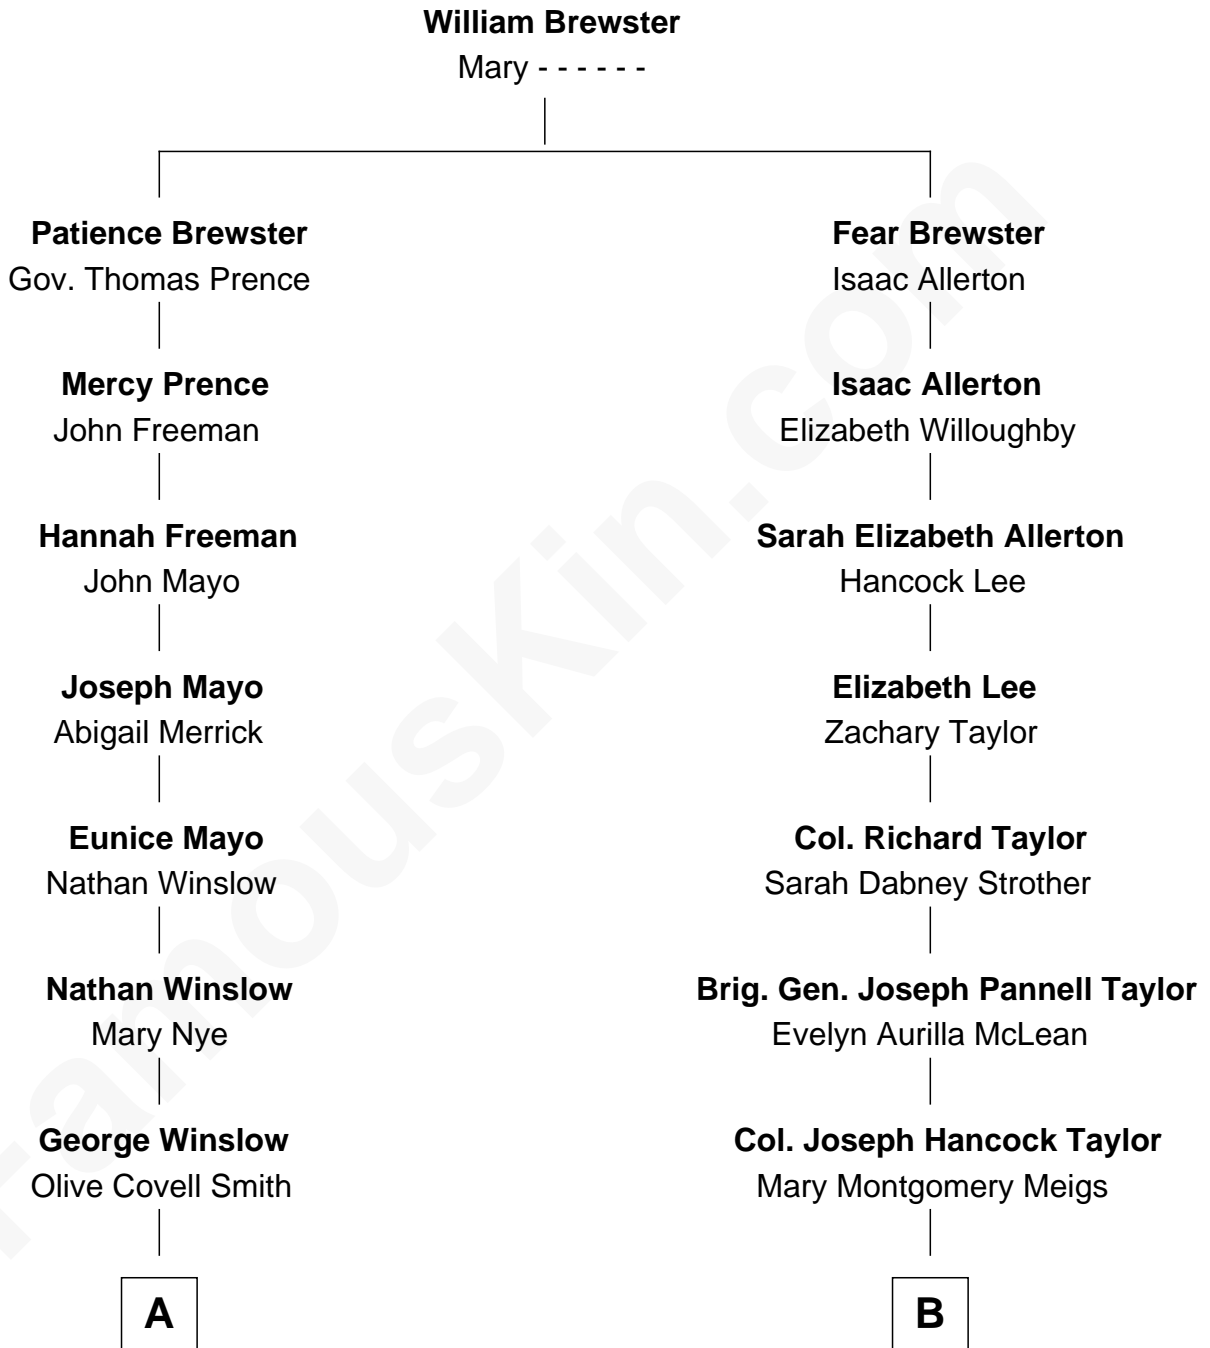 William Brewster
Mary - - - - - -
Patience Brewster
Gov. Thomas Prence
Fear Brewster
Isaac Allerton
Mercy Prence
John Freeman
Isaac Allerton
Elizabeth Willoughby
Hannah Freeman
John Mayo
Sarah Elizabeth Allerton
Hancock Lee
Joseph Mayo
Abigail Merrick
Elizabeth Lee
Zachary Taylor
Eunice Mayo
Nathan Winslow
Col. Richard Taylor
Sarah Dabney Strother
Nathan Winslow
Mary Nye
Brig. Gen. Joseph Pannell Taylor
Evelyn Aurilla McLean
George Winslow
Olive Covell Smith
Col. Joseph Hancock Taylor
Mary Montgomery Meigs
A
B
FamousKin.com